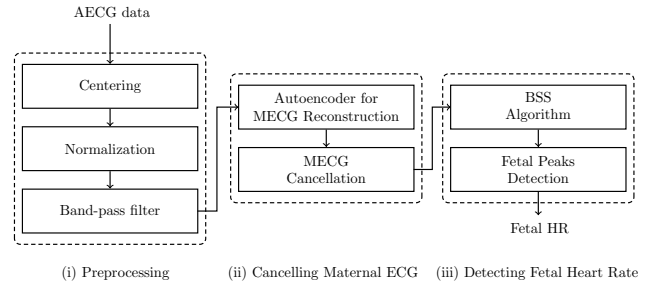 AECG data
Centering
Normalization
Band-pass filter
(i) Preprocessing
Autoencoder for
MECG Reconstruction
MECG
Cancellation
(ii) Cancelling Maternal ECG
BSS
Algorithm
Fetal Peaks
Detection
Fetal HR
(iii) Detecting Fetal Heart Rate